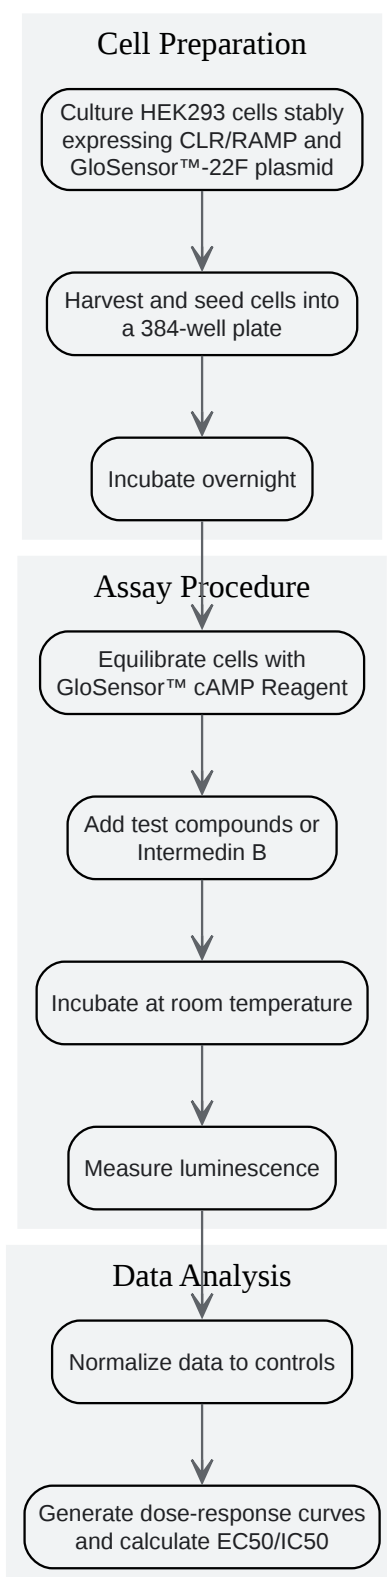 Cell Preparation
Culture HEK293 cells stably
expressing CLR/RAMP and
GloSensor™-22F plasmid
Harvest and seed cells into
a 384-well plate
Incubate overnight
Assay Procedure
Equilibrate cells with
GloSensor™ cAMP Reagent
Add test compounds or
Intermedin B
Incubate at room temperature
Measure luminescence
Data Analysis
Normalize data to controls
Generate dose-response curves
and calculate EC50/IC50